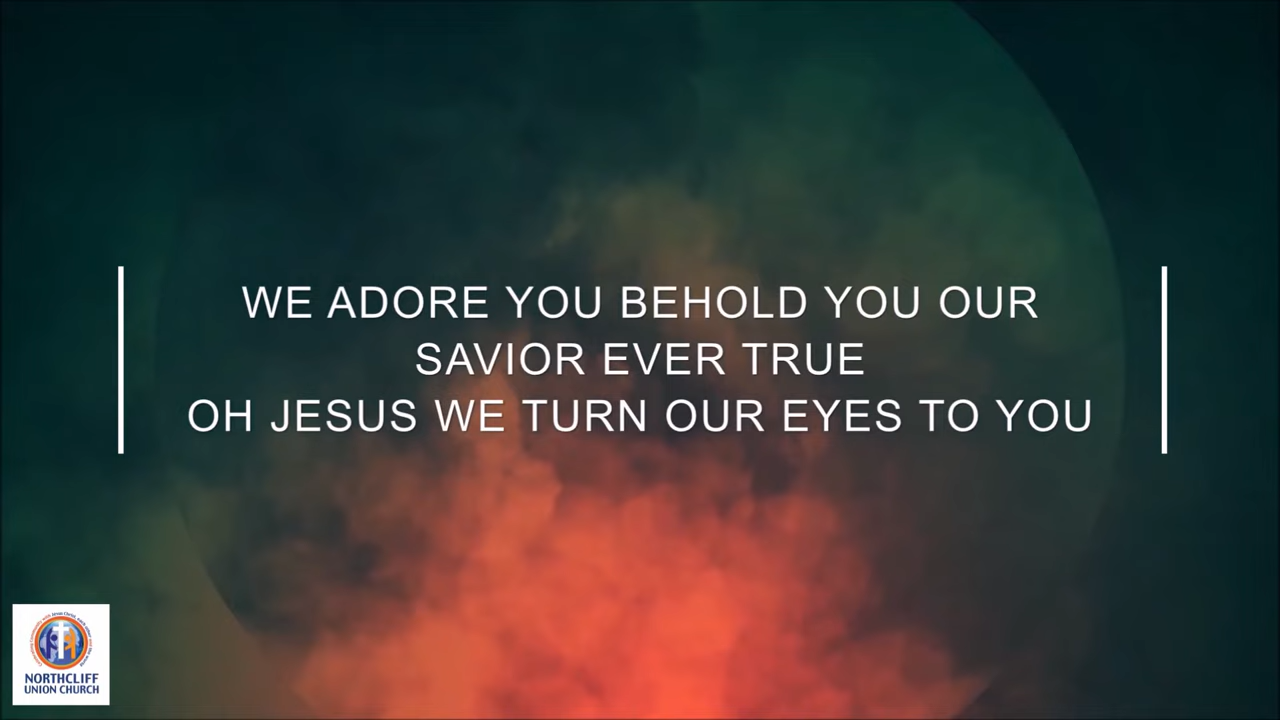 WE ADORE YOU BEHOLD YOU OUR
SAVIOR EVER TRUE
OH JESUS WE TURN OUR EYES TO YOU
NORTHCLIFF
UNION CHURCH